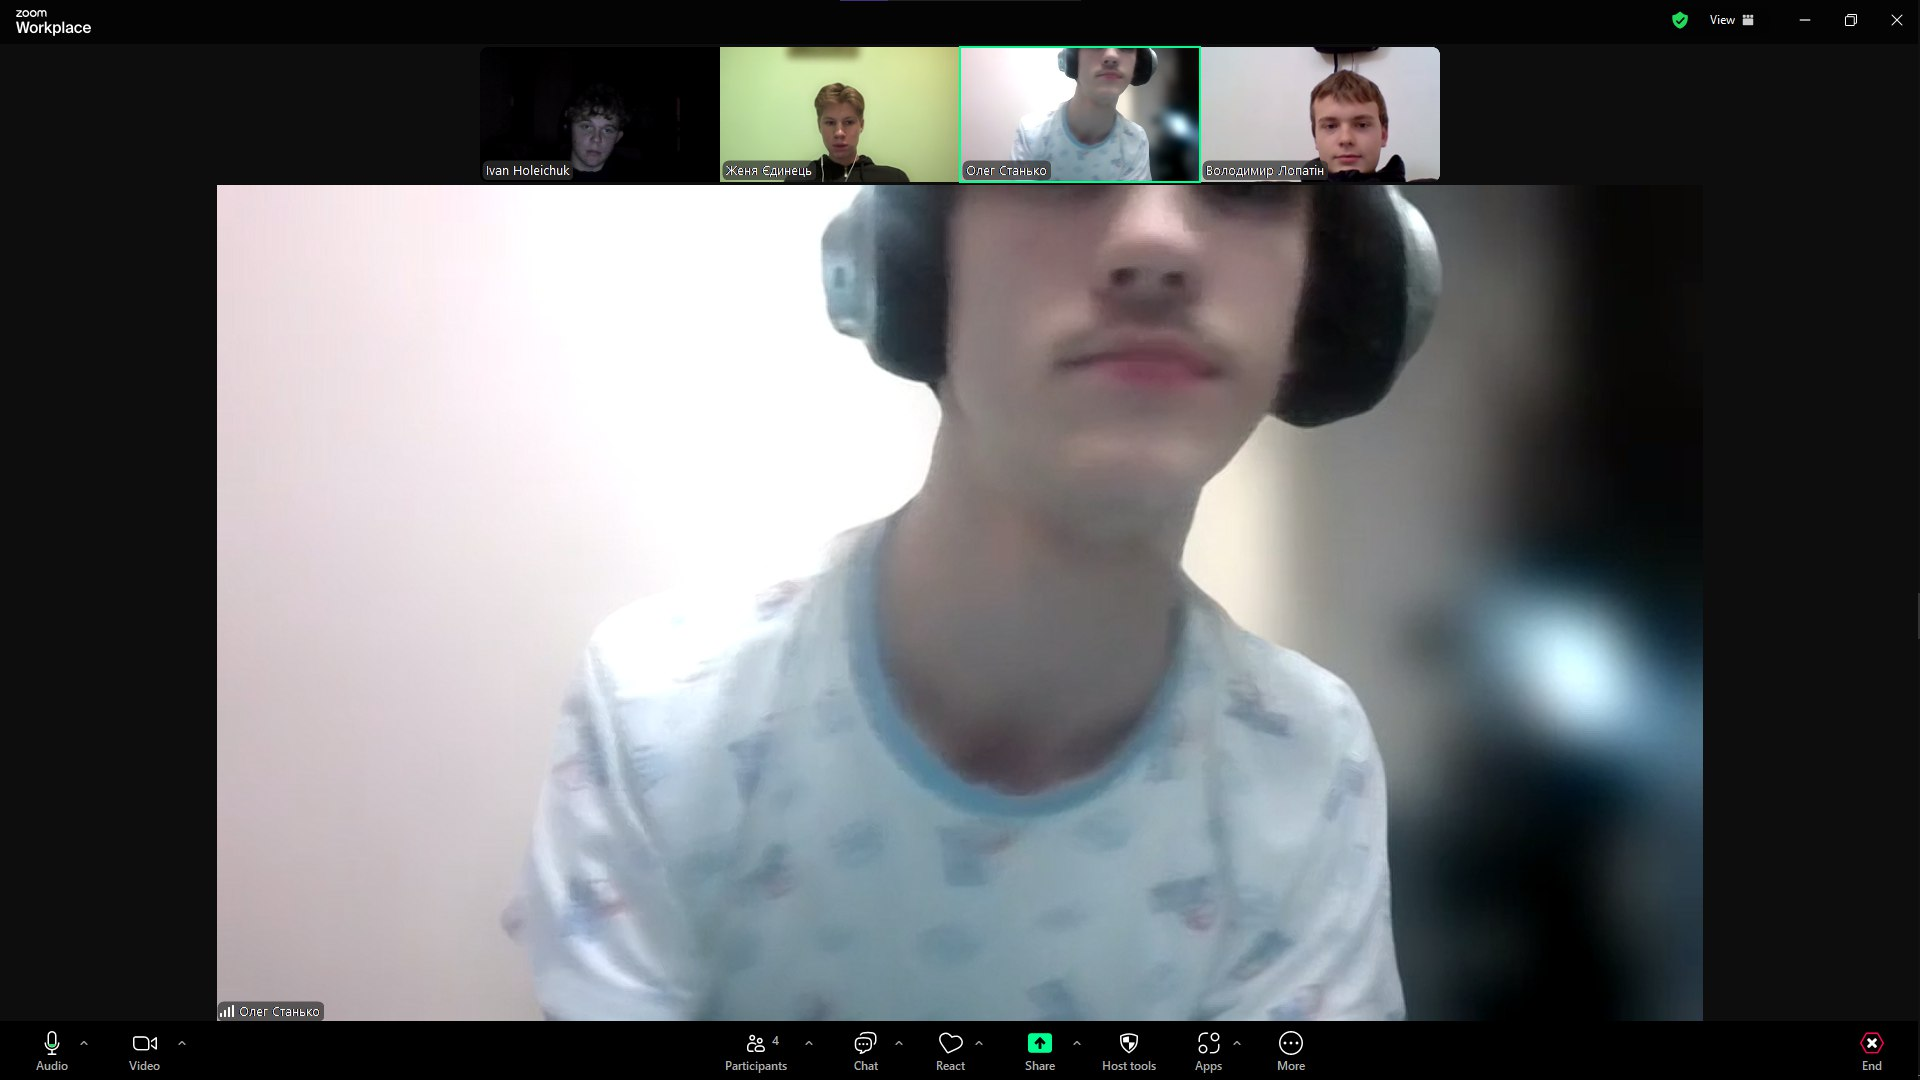 zoom
Workplace
View
Ivan Holeichuk
Женя Єдинець
Олег Станько
Володимир Лопатін
Олег Станько
Audio
Video
4
Participants
Chat
React
Share
Host tools
Apps
More
End